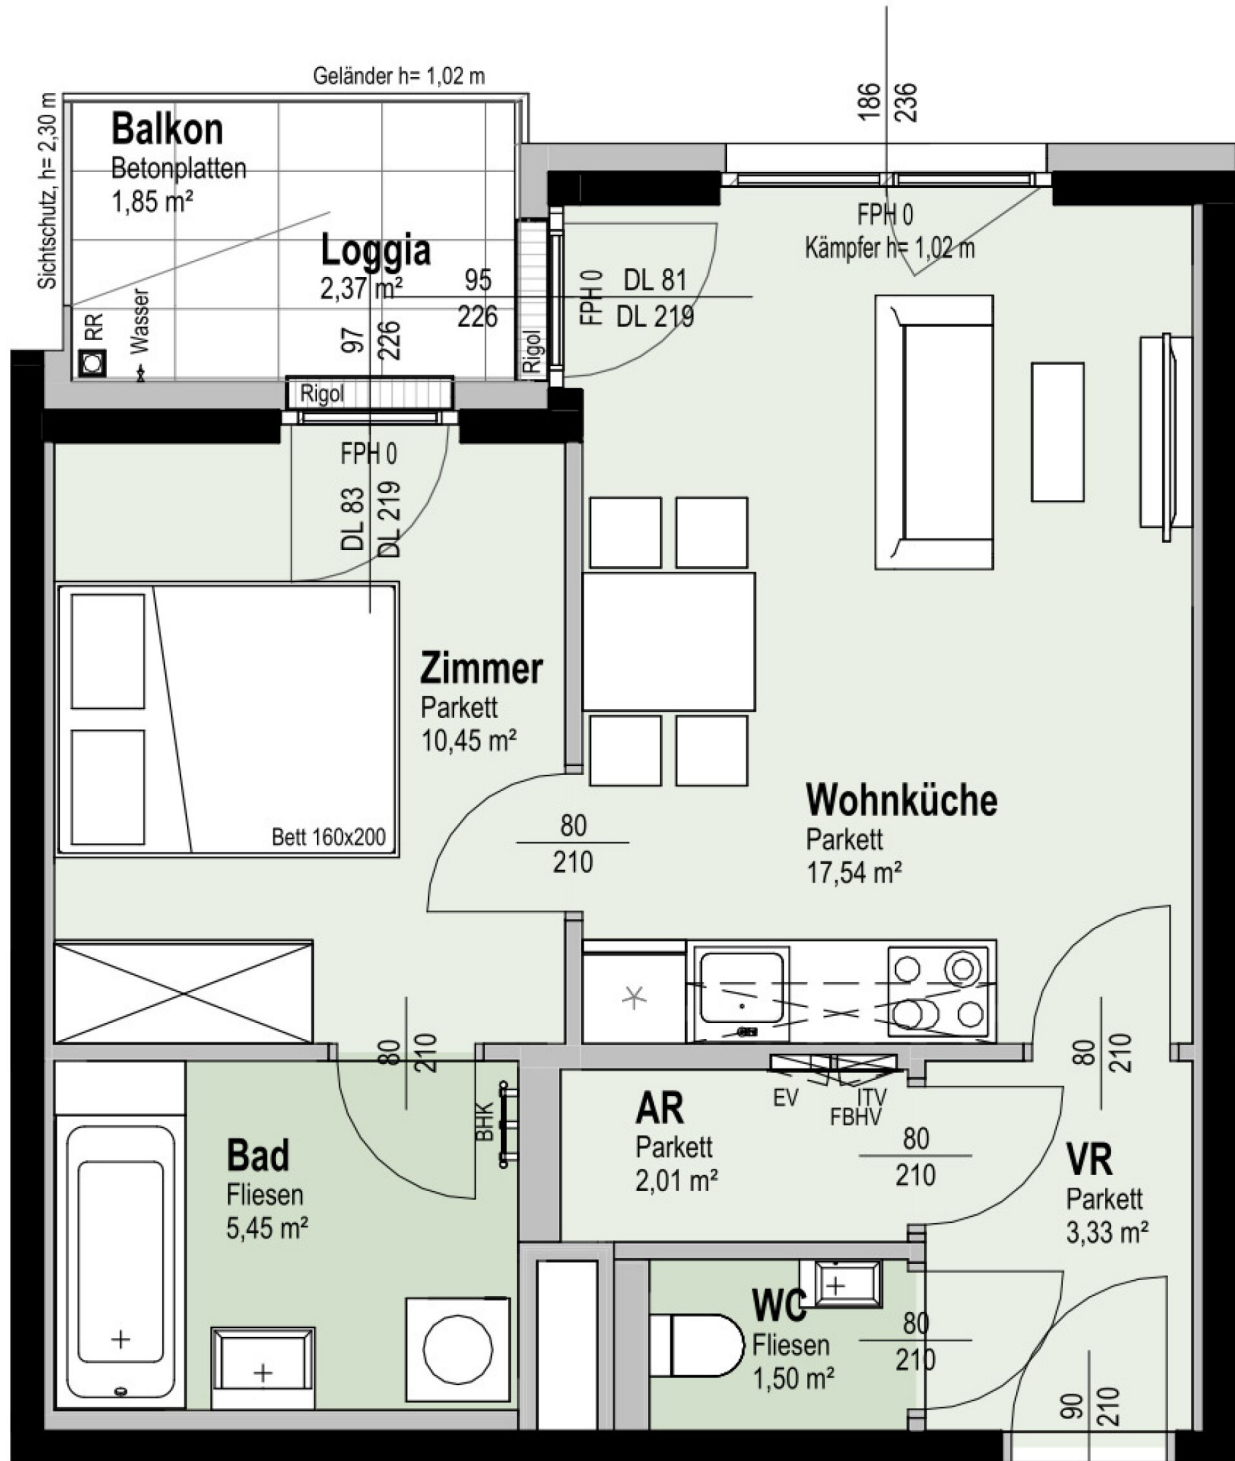 Geländer h= 1,02 m
Sichtschutz, h= 2,30 m
Balkon
Betonplatten
1,85 m²
186
236
Loggia
2,37 m²
95
226
97
226
RR
Wasser
Rigol
Rigol
FPH 0
DL 81
DL 219
FPH 0
Kämpfer h= 1,02 m
FPH 0
DL 83
DL 219
Zimmer
Parkett
10,45 m²
Bett 160x200
80
210
Wohnküche
Parkett
17,54 m²
80
210
80
210
Bad
Fliesen
5,45 m²
BHK
AR
Parkett
2,01 m²
EV
ITV
FBHV
80
210
VR
Parkett
3,33 m²
WC
Fliesen
1,50 m²
80
210
90
210